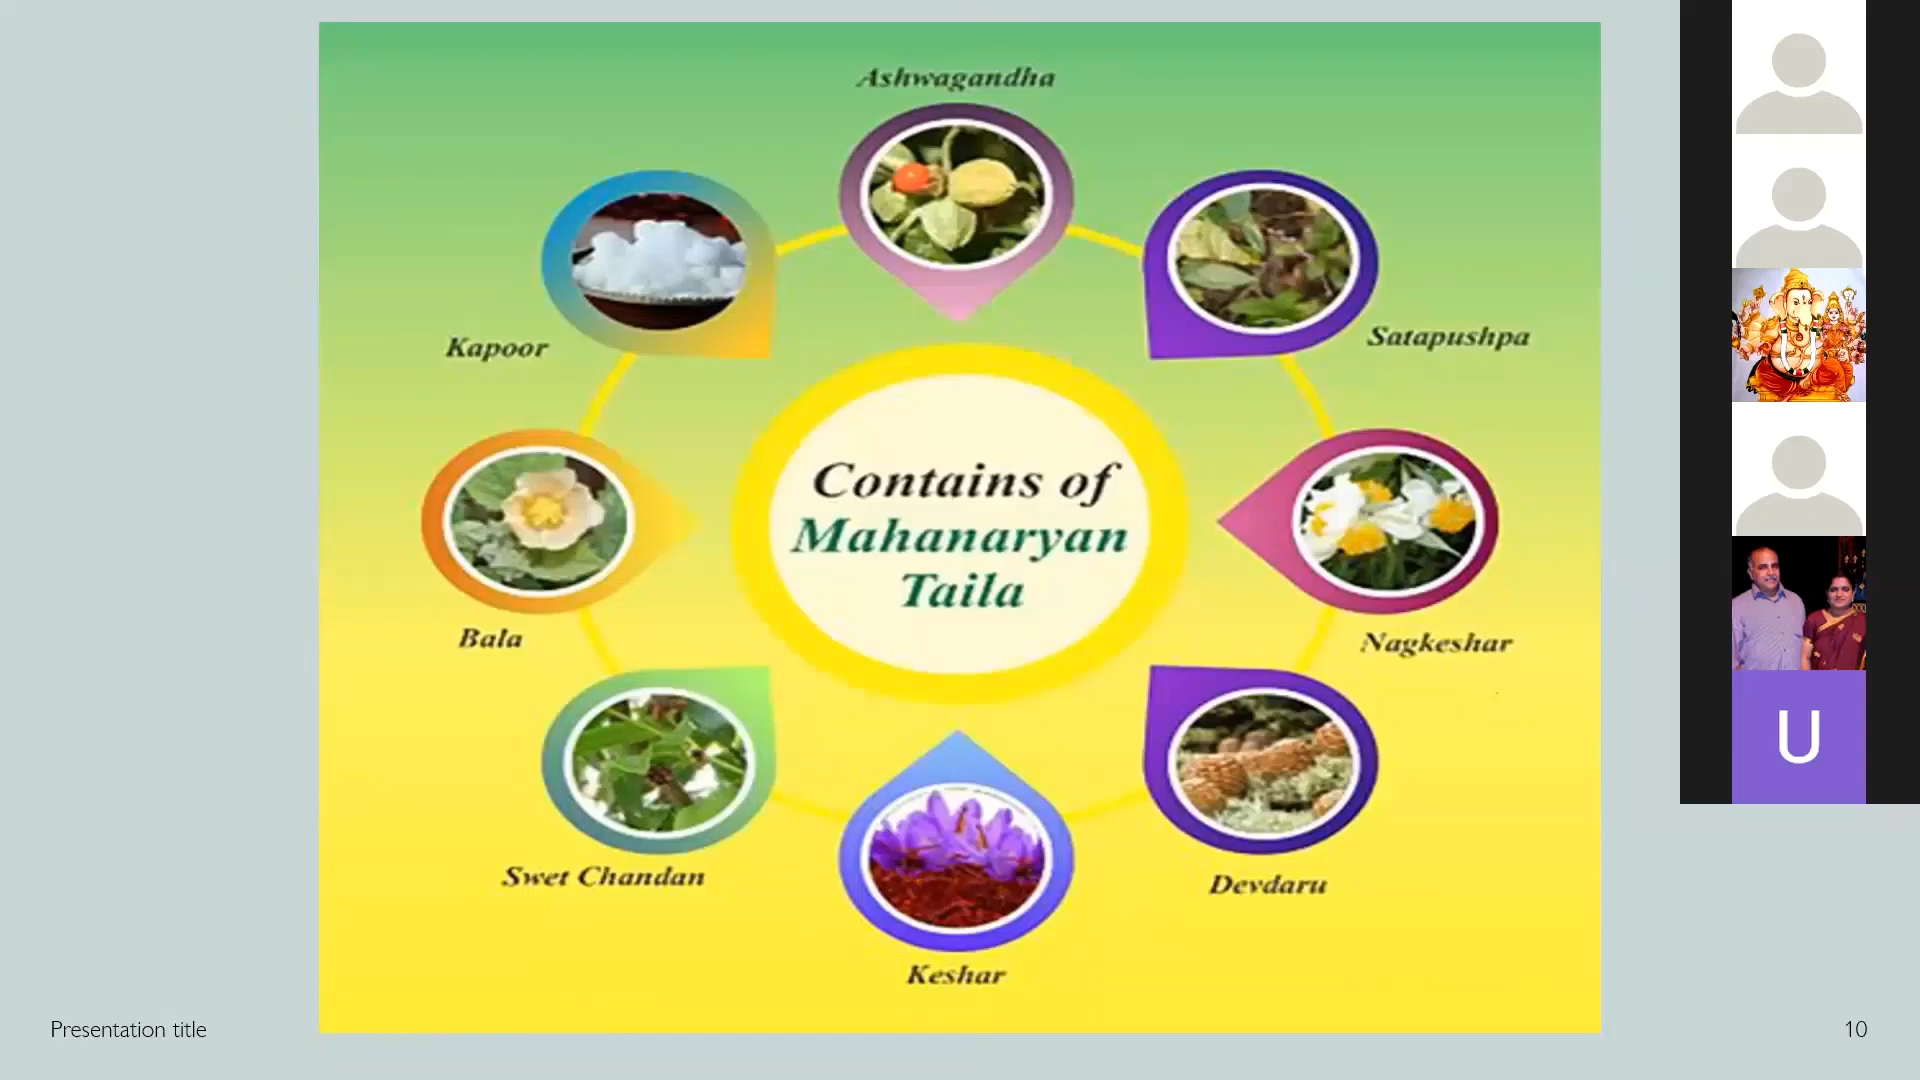 Ashwagandha
Kapoor
Satapushpa
Contains of
Mahanaryan
Taila
Bala
Nagkeshar
Swet Chandan
Devdaru
Keshar
Presentation title
10
U
U